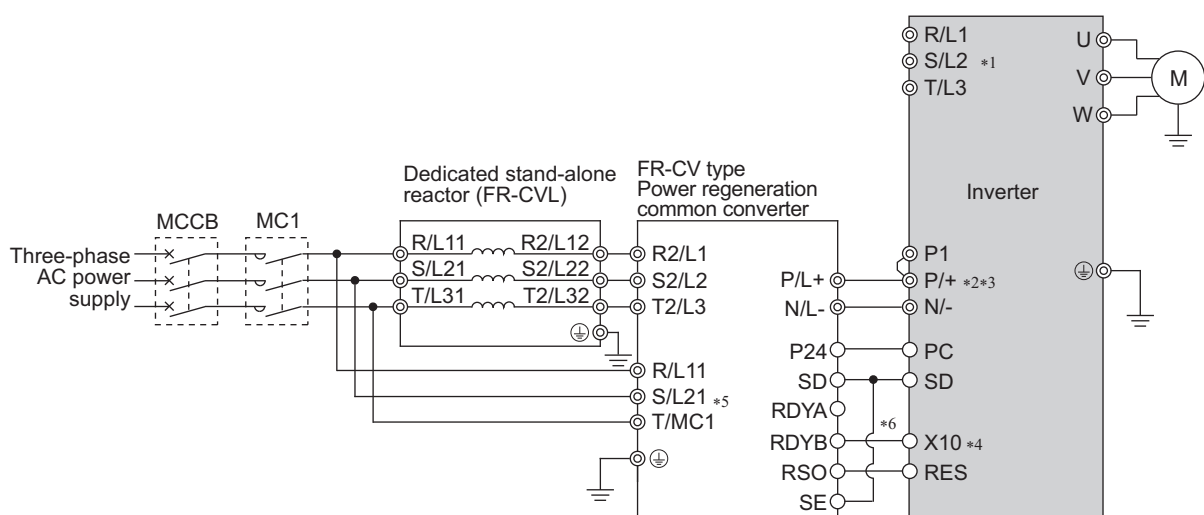 R/L1
S/L2 *1
T/L3
U
V
W
M
Inverter
Dedicated stand-alone
reactor (FR-CVL)
FR-CV type
Power regeneration
common converter
MCCB
MC1
Three-phase
AC power
supply
R/L11
R2/L12
S/L21
S2/L22
T/L31
T2/L32
R2/L1
S2/L2
T2/L3
R/L11
S/L21 *5
T/MC1
P/L+
N/L-
P24
SD
RDYA
RDYB
RSO
SE
*6
P1
P/+ *2*3
N/-
PC
SD
X10 *4
RES